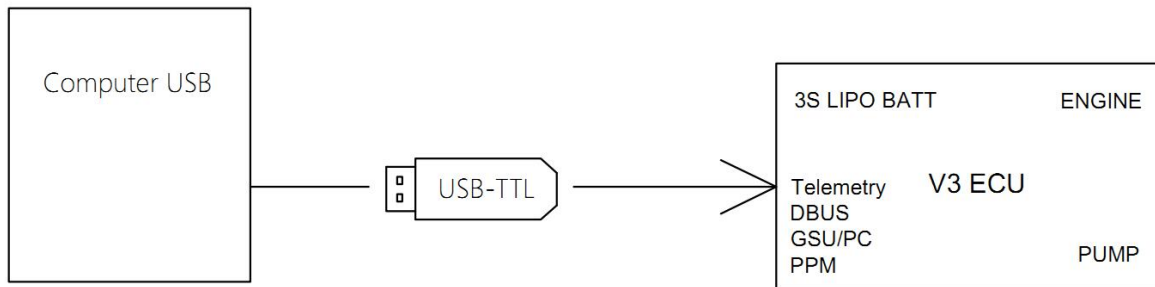 Computer USB
USB-TTL
3S LIPO BATT ENGINE
Telemetry V3 ECU
DBUS
GSU/PC
PPM PUMP